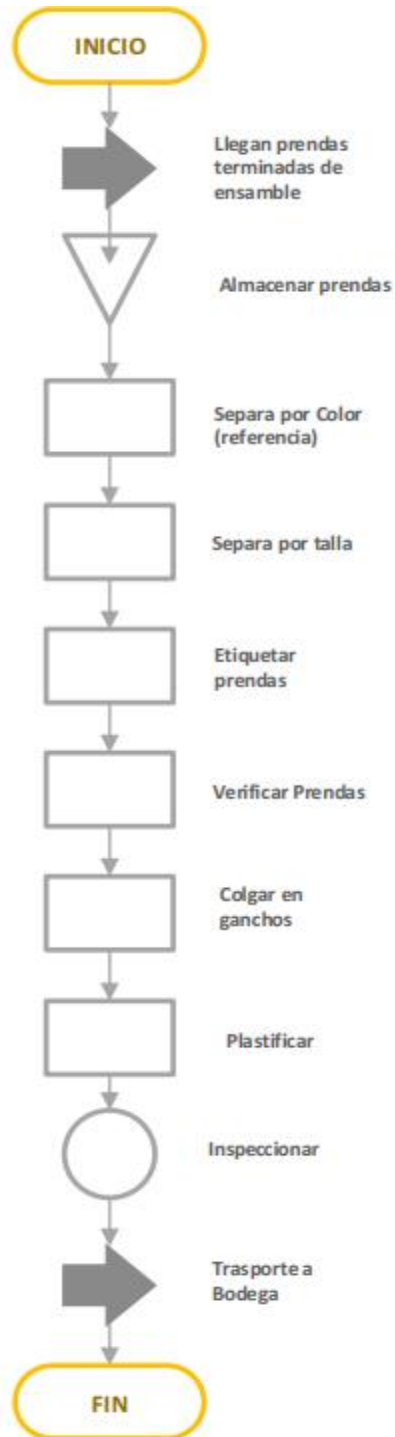 INICIO
Llegan prendas
terminadas de
ensamble
Almacenar prendas
Separa por Color
(referencia)
Separa por talla
Etiquetar
prendas
Verificar Prendas
Colgar en
ganchos
Plastificar
Inspeccionar
Trasporte a
Bodega
FIN